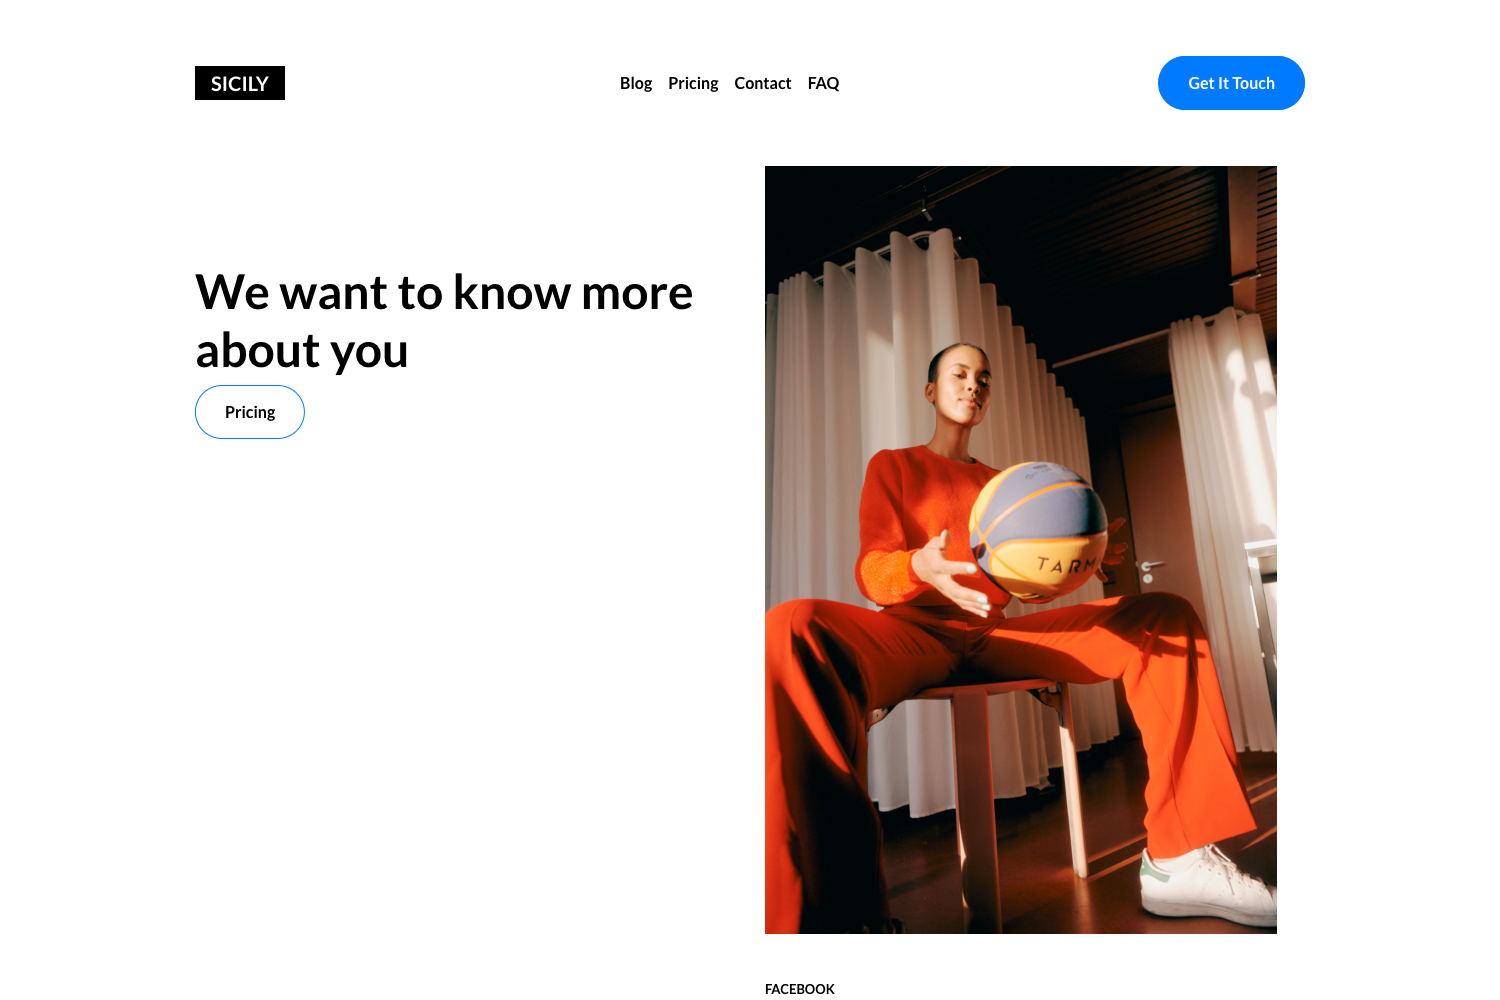 SICILY
Blog Pricing Contact FAQ
Get It Touch
We want to know more
about you
Pricing
TARM
FACEBOOK